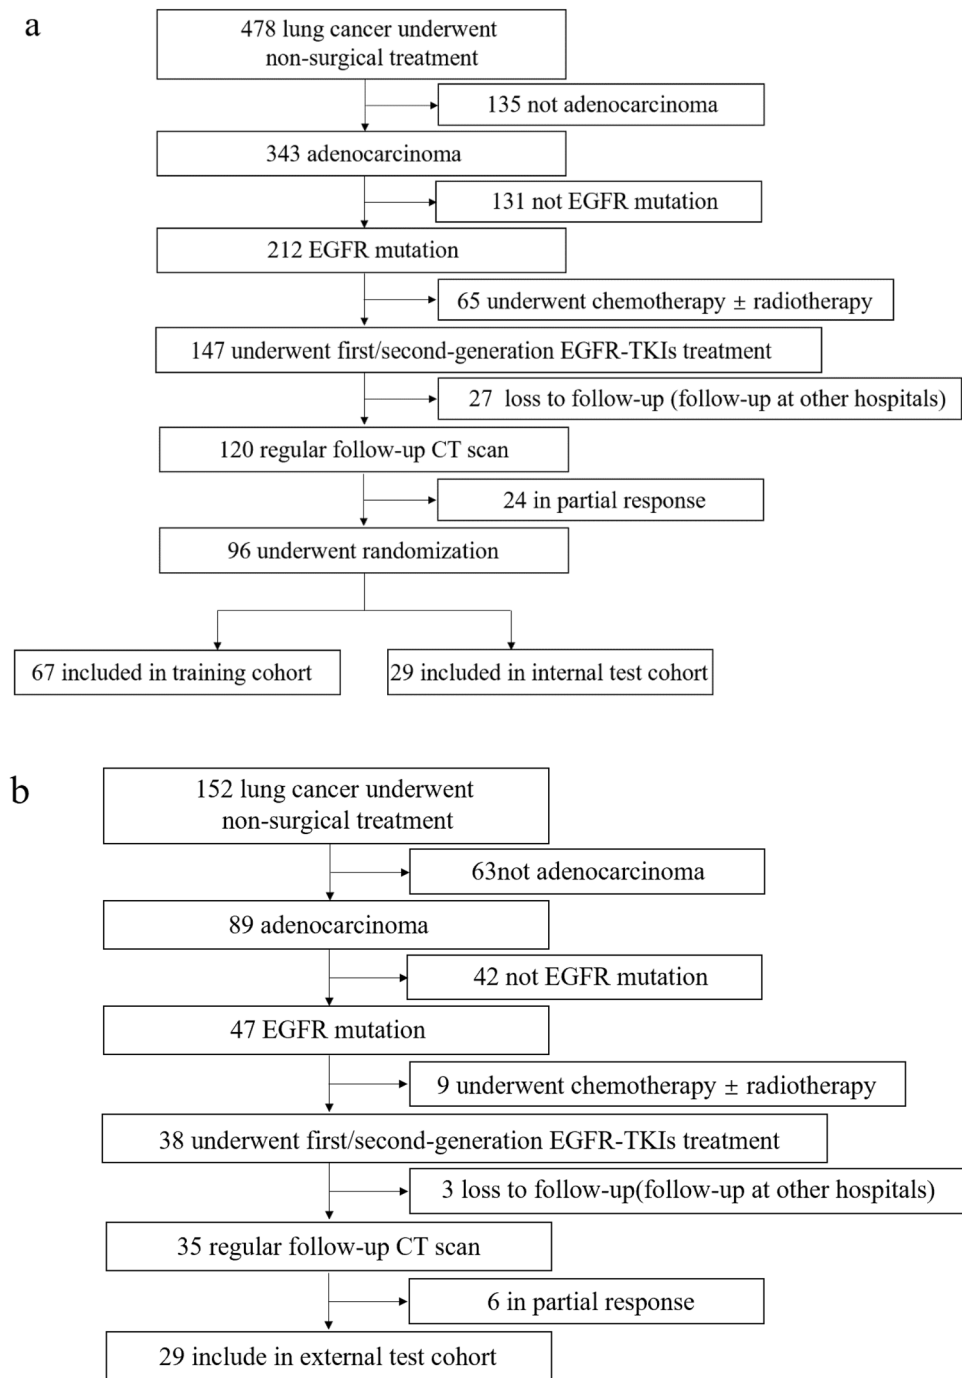 a
478 lung cancer underwent
non-surgical treatment
135 not adenocarcinoma
343 adenocarcinoma
131 not EGFR mutation
212 EGFR mutation
65 underwent chemotherapy ± radiotherapy
147 underwent first/second-generation EGFR-TKIs treatment
27 loss to follow-up (follow-up at other hospitals)
120 regular follow-up CT scan
24 in partial response
96 underwent randomization
67 included in training cohort
29 included in internal test cohort
b
152 lung cancer underwent
non-surgical treatment
63not adenocarcinoma
89 adenocarcinoma
42 not EGFR mutation
47 EGFR mutation
9 underwent chemotherapy ± radiotherapy
38 underwent first/second-generation EGFR-TKIs treatment
3 loss to follow-up(follow-up at other hospitals)
35 regular follow-up CT scan
6 in partial response
29 include in external test cohort